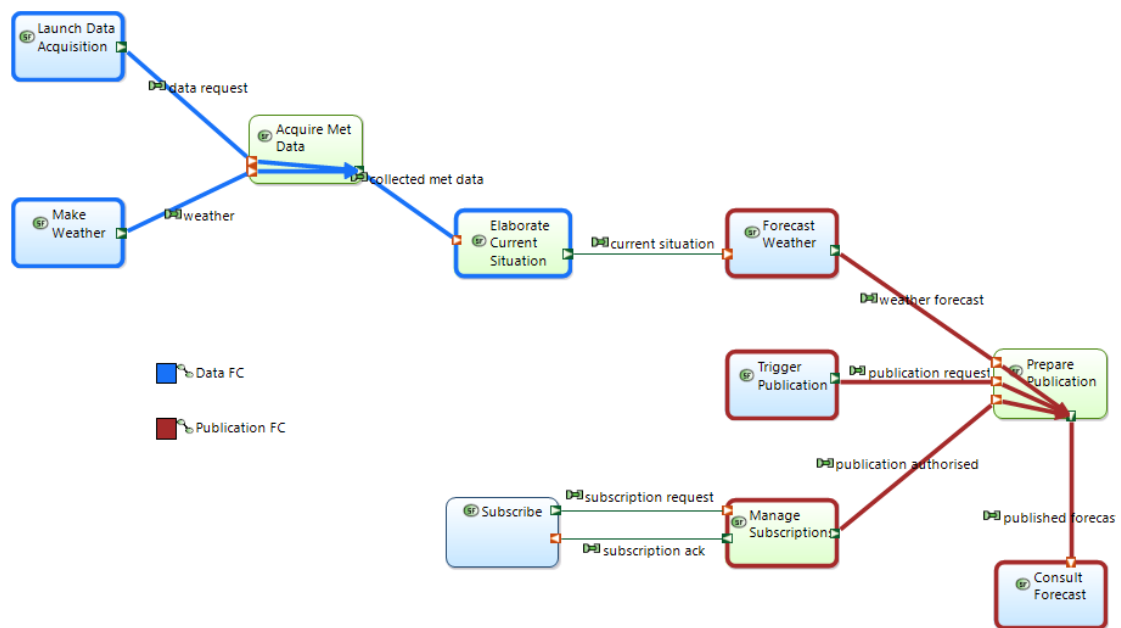 Launch Data
Acquisition
data request
Acquire Met
Data
collected met data
Make
Weather
weather
Elaborate
Current
Situation
current situation
Forecast
Weather
weather forecast
Data FC
Publication FC
Trigger
Publication
publication request
Prepare
Publication
publication authorised
Subscribe
subscription request
subscription ack
Manage
Subscription
published forecas
Consult
Forecast